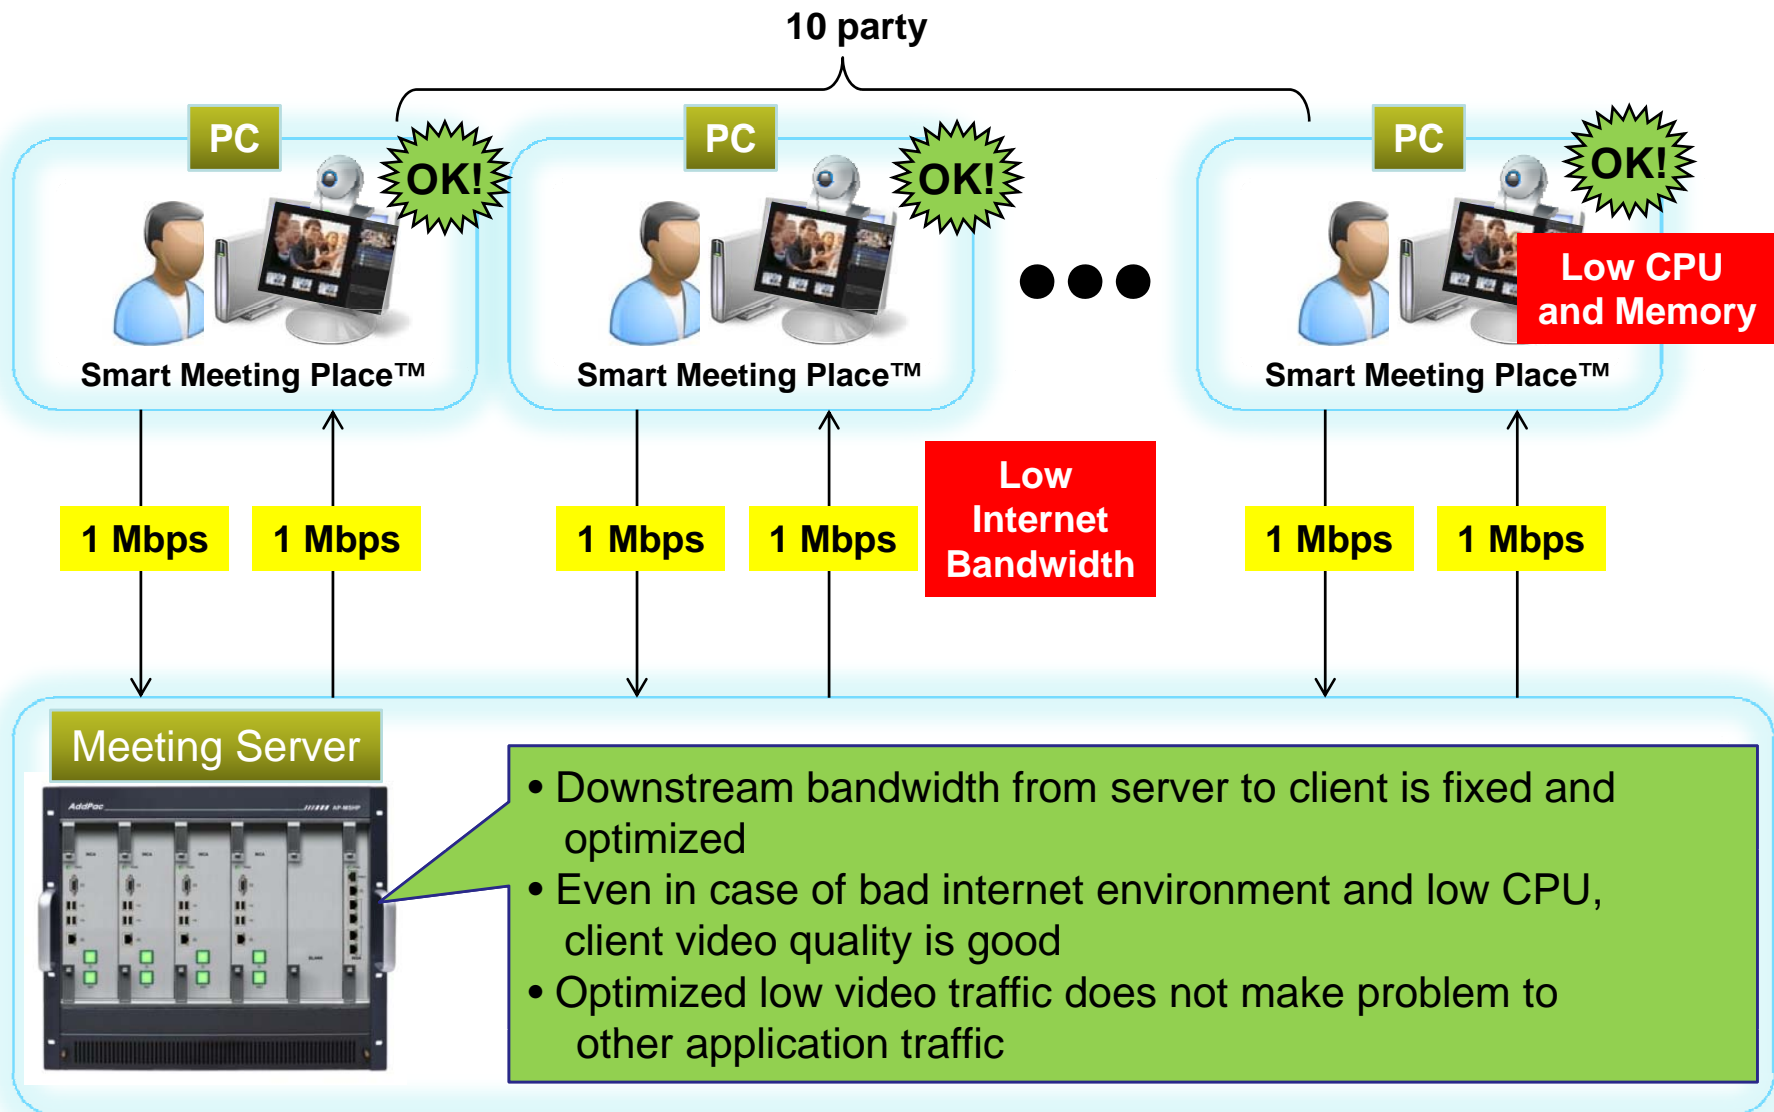 10 party
PC
OK!
PC
OK!
PC
OK!
Low CPU
and Memory
Smart Meeting Place™
Smart Meeting Place™
Smart Meeting Place™
Low
Internet
Bandwidth
1 Mbps
1 Mbps
1 Mbps
1 Mbps
1 Mbps
1 Mbps
Meeting Server
AddPac
• Downstream bandwidth from server to client is fixed and
optimized
• Even in case of bad internet environment and low CPU,
client video quality is good
• Optimized low video traffic does not make problem to
other application traffic